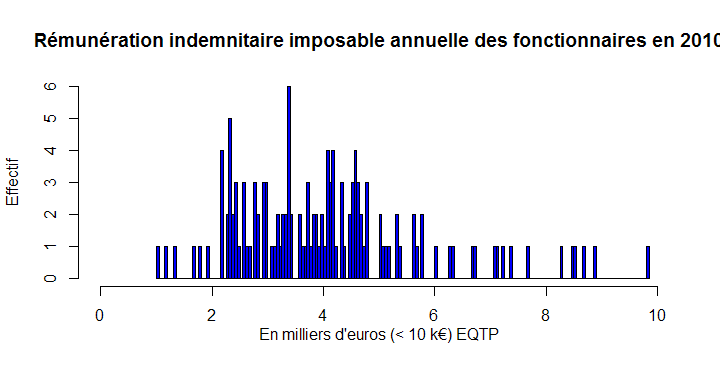 Rémunération indemnitaire imposable annuelle des fonctionnaires en 2010
Effectif
6
5
4
3
2
1
0
0 2 4 6 8 10
En milliers d'euros (< 10 k€) EQTP